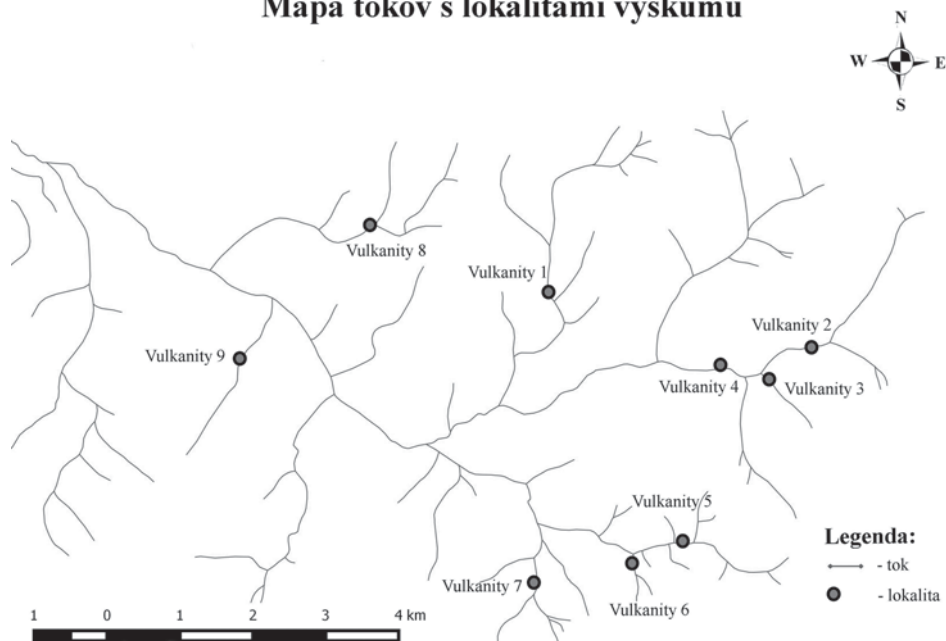 Mapa tokov s lokalitami výskumu
N
W E
S
Vulkanity 8
Vulkanity 1
Vulkanity 2
Vulkanity 9
Vulkanity 4
Vulkanity 3
Vulkanity 5
Legenda:
- tok
Vulkanity 7
- lokalita
Vulkanity 6
1 0 1 2 3 4 km